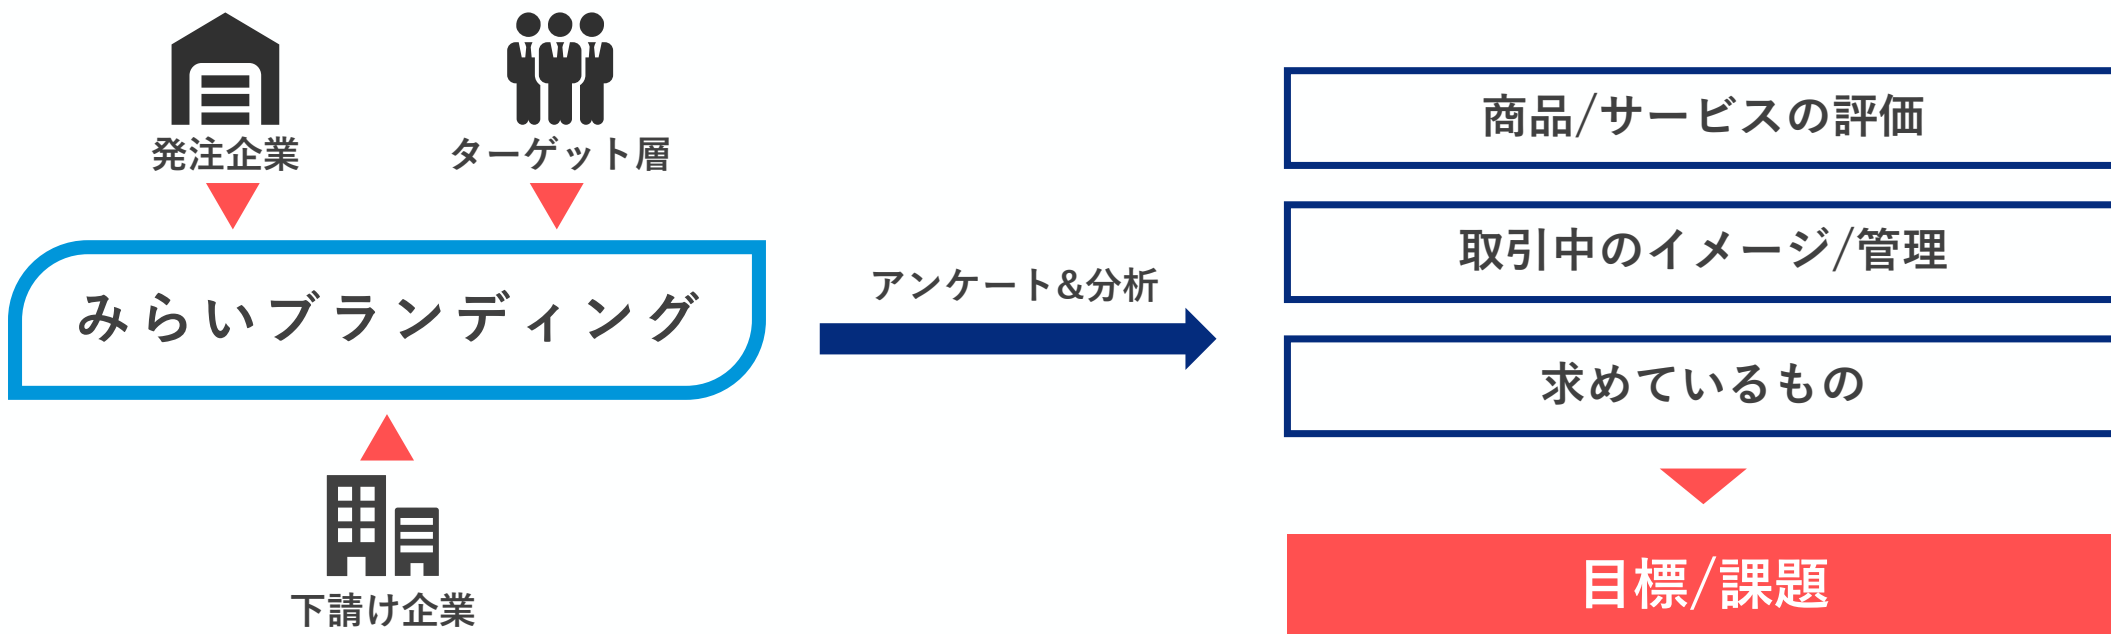 発注企業
ターゲット層
みらいブランディング
下請け企業
アンケート&分析
商品/サービスの評価
取引中のイメージ/管理
求めているもの
目標/課題